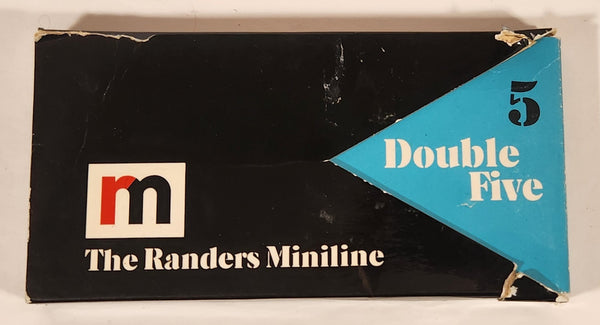 5
Double
Five
rm
The Randers Miniline